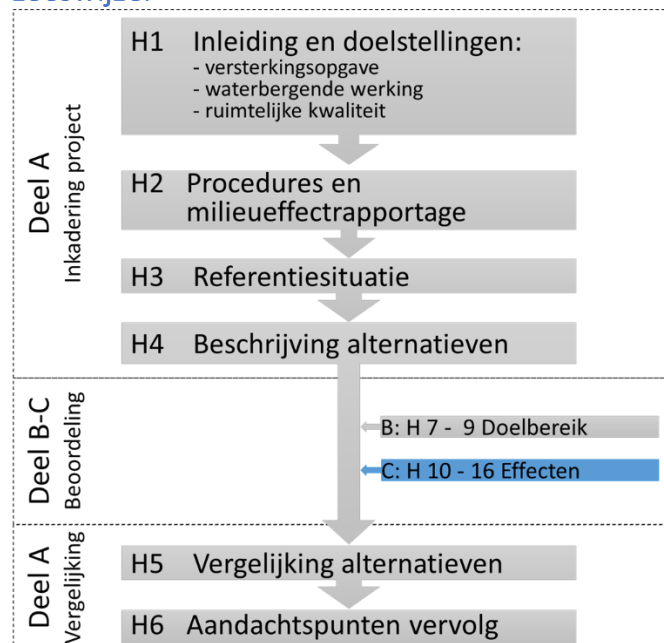 Leeswijzer
H1 Inleiding en doelstellingen:
- versterkingsopgave
- waterbergende werking
- ruimtelijke kwaliteit
H2 Procedures en
milieueffectrapportage
H3 Referentiesituatie
H4 Beschrijving alternatieven
Deel A
Inkadering project
B: H 7 - 9 Doelbereik
C: H 10 - 16 Effecten
Deel B-C
Beoordeling
H5 Vergelijking alternatieven
H6 Aandachtspunten vervolg
Deel A
Vergelijking